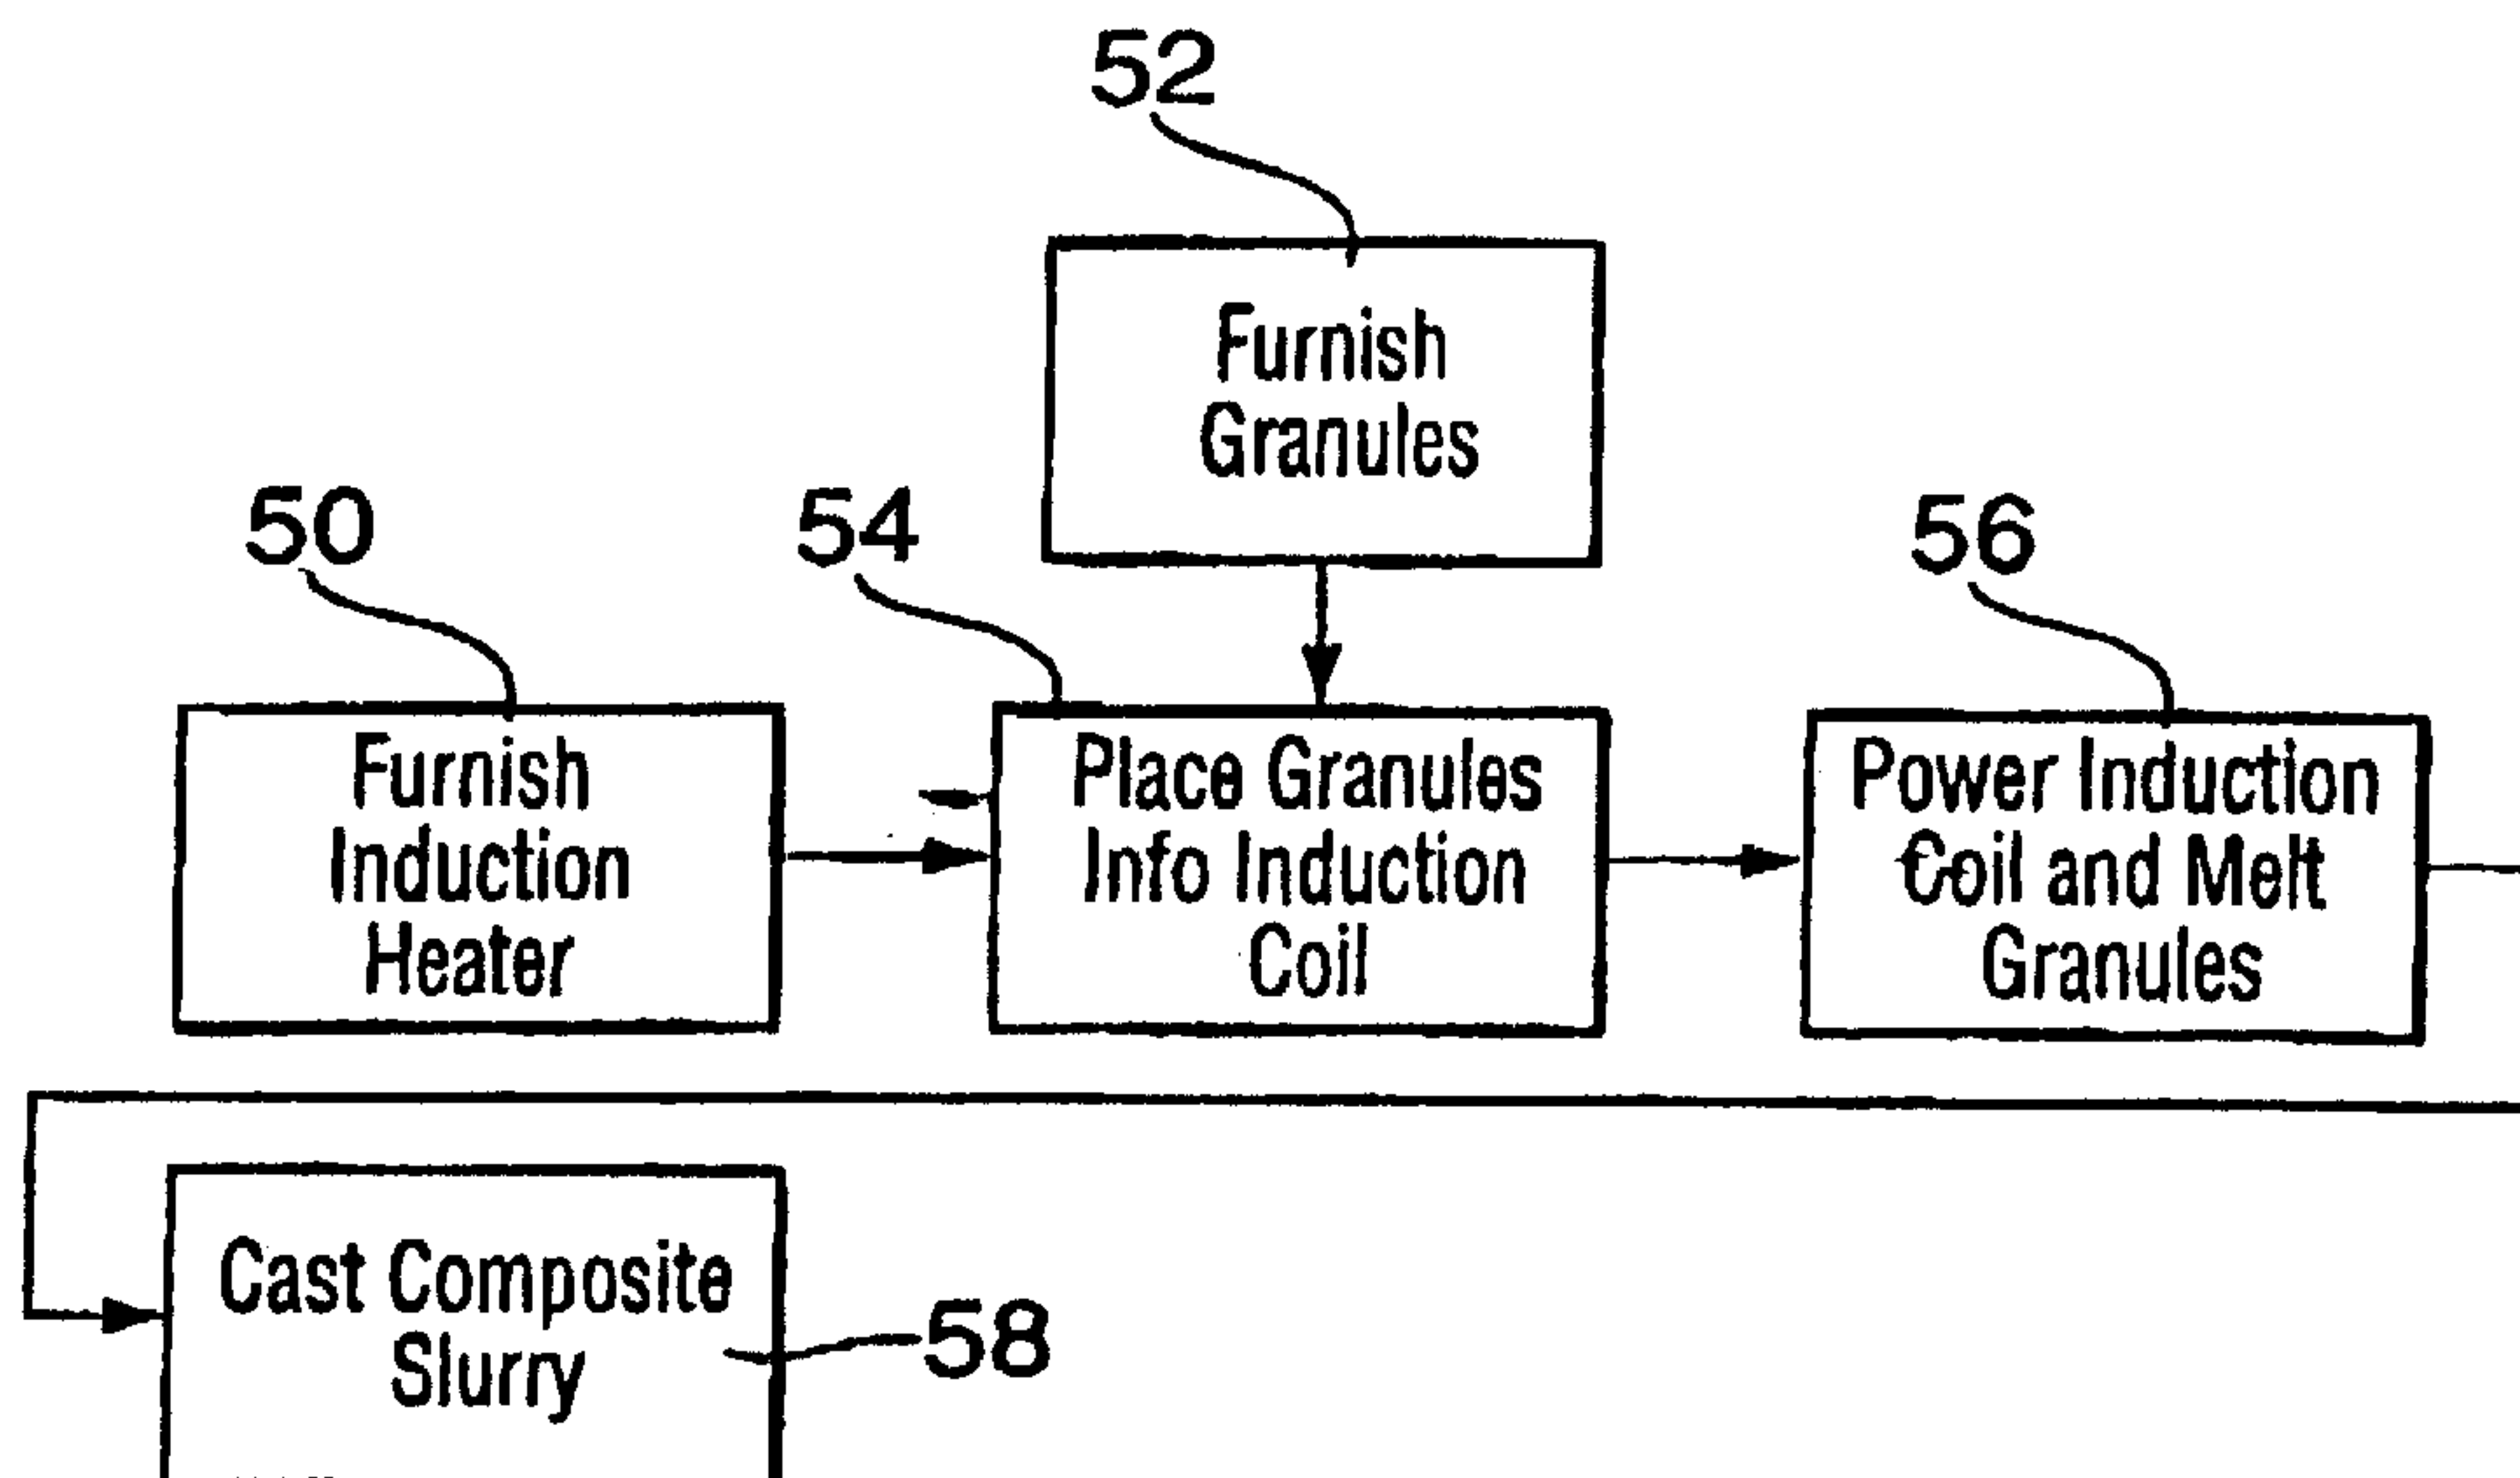 52
Furnish
Granules
50
54
56
Furnish
Induction
Heater
Place Granules
Info Induction
Coil
Power Induction
Coil and Melt
Granules
Cast Composite
Slurry
58